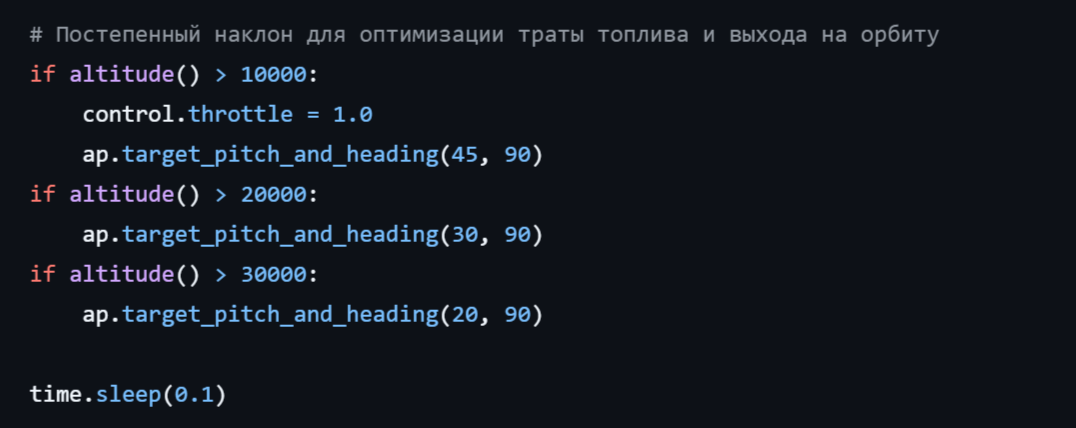 # Постепенный наклон для оптимизации траты топлива и выхода на орбиту
if altitude() > 10000:
    control.throttle = 1.0
    ap.target_pitch_and_heading(45, 90)
if altitude() > 20000:
    ap.target_pitch_and_heading(30, 90)
if altitude() > 30000:
    ap.target_pitch_and_heading(20, 90)
time.sleep(0.1)